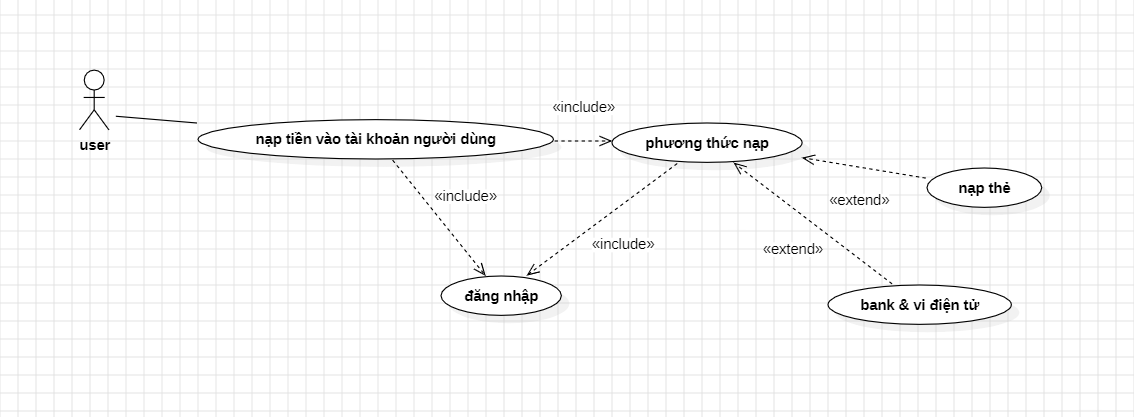 «include»
user
nạp tiền vào tài khoản người dùng
phương thức nạp
nạp thẻ
«include»
«extend»
«include»
«extend»
đăng nhập
bank & vi điện tử